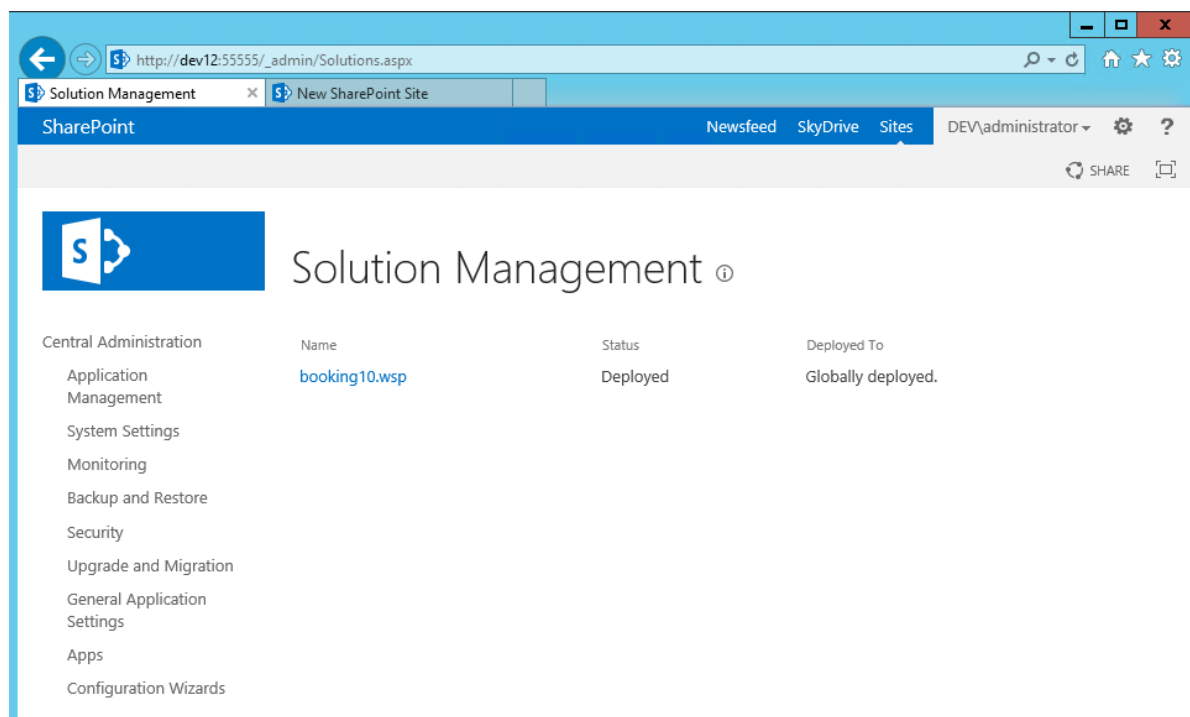 http://dev12:55555/_admin/Solutions.aspx
Solution Management
New SharePoint Site
SharePoint
Newsfeed
SkyDrive
Sites
DEV\administrator
?
SHARE
S
Solution Management
Central Administration
Application
Management
System Settings
Monitoring
Backup and Restore
Security
Upgrade and Migration
General Application
Settings
Apps
Configuration Wizards
Name Status Deployed To
booking10.wsp Deployed Globally deployed.